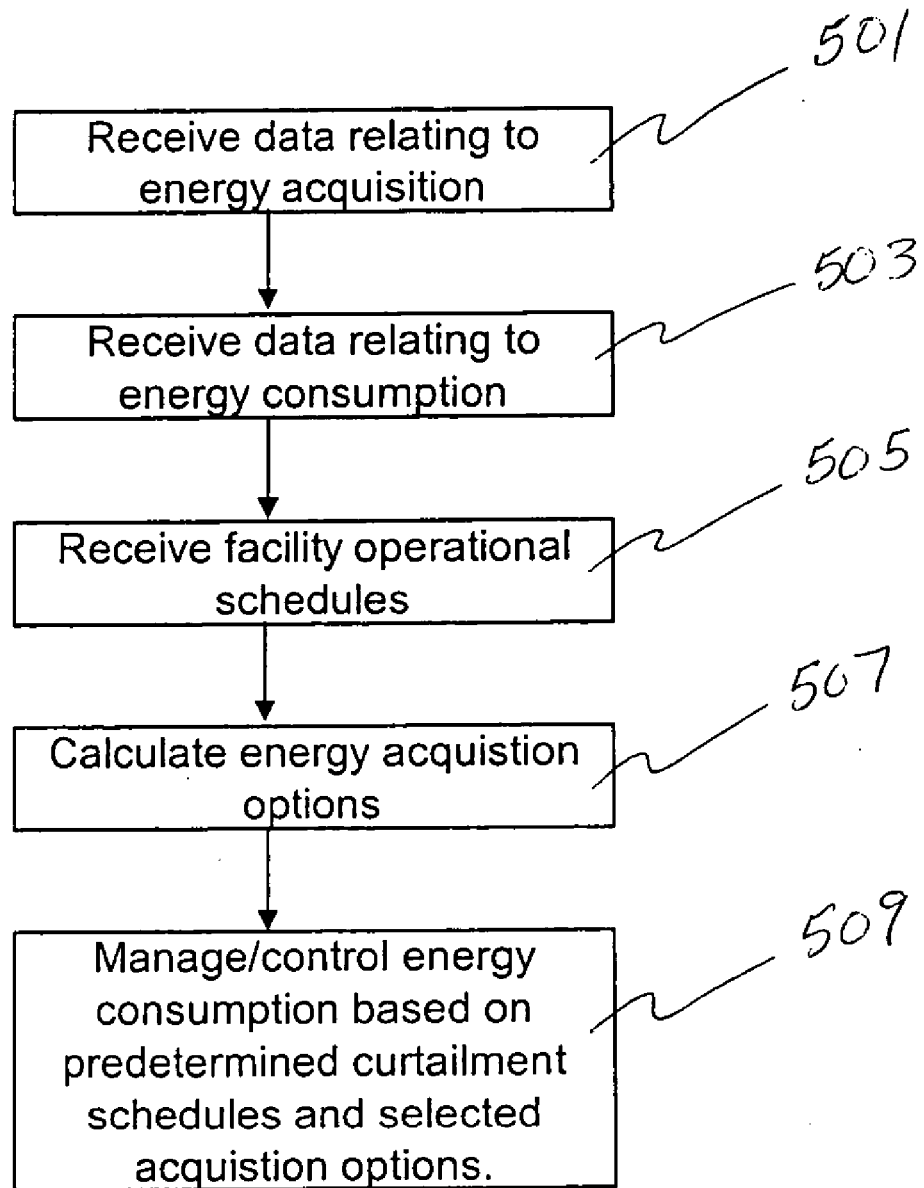 501
Receive data relating to
energy acquisition
503
Receive data relating to
energy consumption
505
Receive facility operational
schedules
507
Calculate energy acquistion
options
509
Manage/control energy
consumption based on
predetermined curtailment
schedules and selected
acquistion options.